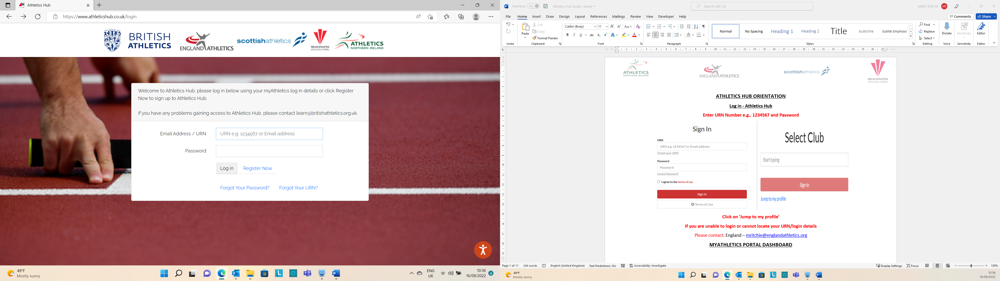 Athletics Hub
https://www.athleticshub.co.uk/login
BRITISH
ATHLETICS
ENGLAND ATHLETICS
scottishathletics
WELSH ATHLETICS
ATHLETAU CYMRU
ATHLETICS
NORTHERN IRELAND
Welcome to Athletics Hub, please log in below using your myAthletics log in details or click Register
Now to sign up to Athletics Hub.
If you have any problems gaining access to Athletics Hub, please contact learn@britishathletics.org.uk.
Email Address / URN
URN e.g. 1234567 or Email address
Password
Log in
Register Now
Forgot Your Password?
Forgot Your URN?
49°F
Mostly sunny
ENG
UK
10:36
16/09/2022
4
AutoSave
On
Athletics Hub Guide • Saved
Search (Alt+Q)
MARC RITCHIE
MR
File Home Insert Draw Design Layout References Mailings Review View Developer Help
Comments
Share
Paste
Cut
Copy
Format Painter
Calibri (Body)
11
Normal
No Spacing
Heading 1
Heading 2
Title
Subtitle
Subtle Emphasis
Find
Replace
Select
Dictate
Sensitivity
Editor
Undo
Clipboard
Font
Paragraph
Styles
Editing
Voice
Sensitivity
Editor
ATHLETICS
NORTHERN IRELAND
ENGLAND ATHLETICS
scottishathletics
WELSH ATHLETICS
ATHLETAU CYMRU
ATHLETICS HUB ORIENTATION
Log in - Athletics Hub
Enter URN Number e.g., 1234567 and Password
Sign In
URN
URN e.g. 1234567 or Email address
Forgot your URN?
Password
Password
Forgot Password?
I agree to the terms of use
Sign in
Terms of Use
Select Club
Start typing
Sign In
Jump to my profile
Click on ‘Jump to my profile’
If you are unable to login or cannot locate your URN/login details
Please contact: England – mritchie@englandathletics.org
MYATHLETICS PORTAL DASHBOARD
Page 1 of 11
244 words
English (United Kingdom)
Text Predictions: On
Accessibility: Investigate
Display Settings
Focus
100%
49°F
Mostly sunny
10:36
16/09/2022